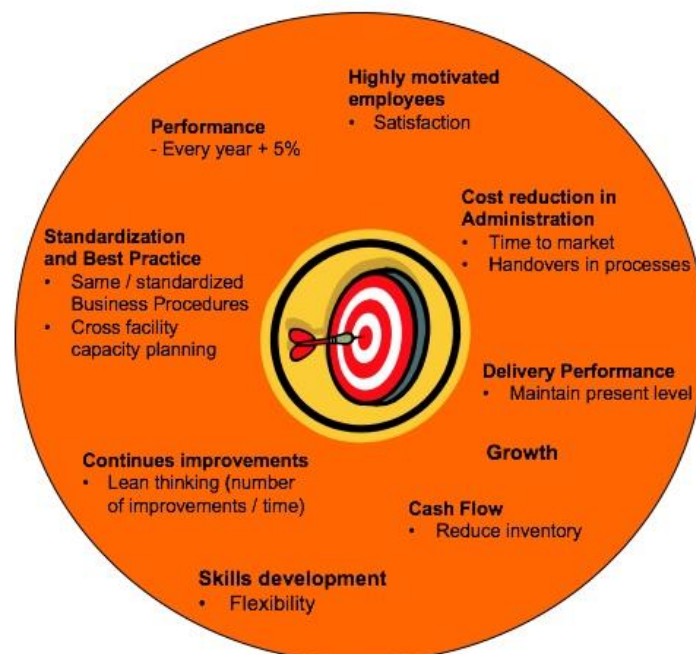 Highly motivated
employees
• Satisfaction
Performance
- Every year + 5%
Cost reduction in
Administration
• Time to market
• Handovers in processes
Standardization
and Best Practice
• Same / standardized
Business Procedures
• Cross facility
capacity planning
Delivery Performance
• Maintain present level
Growth
Continues improvements
• Lean thinking (number
of improvements / time)
Cash Flow
• Reduce inventory
Skills development
• Flexibility